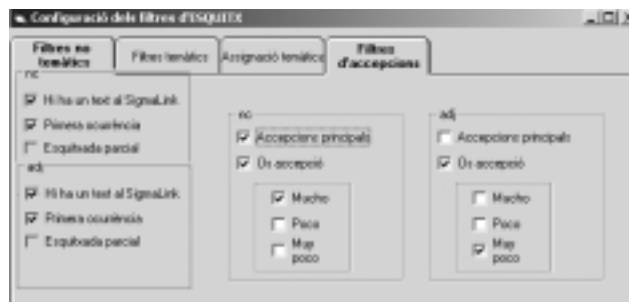 Configuració dels filtres d'ESQUITX
Filtres no temàtics
Filtres temàtics
Assignació temàtica
Filtres d'accepcions
nc
Hi ha un text al SigmaLink
Primera ocurrència
Esquitxada parcial
adj
Hi ha un text al SigmaLink
Primera ocurrència
Esquitxada parcial
nc
Accepcions principals
Ús accepció
Mucho
Poco
Muy
poco
adj
Accepcions principals
Ús accepció
Mucho
Poco
Muy
poco